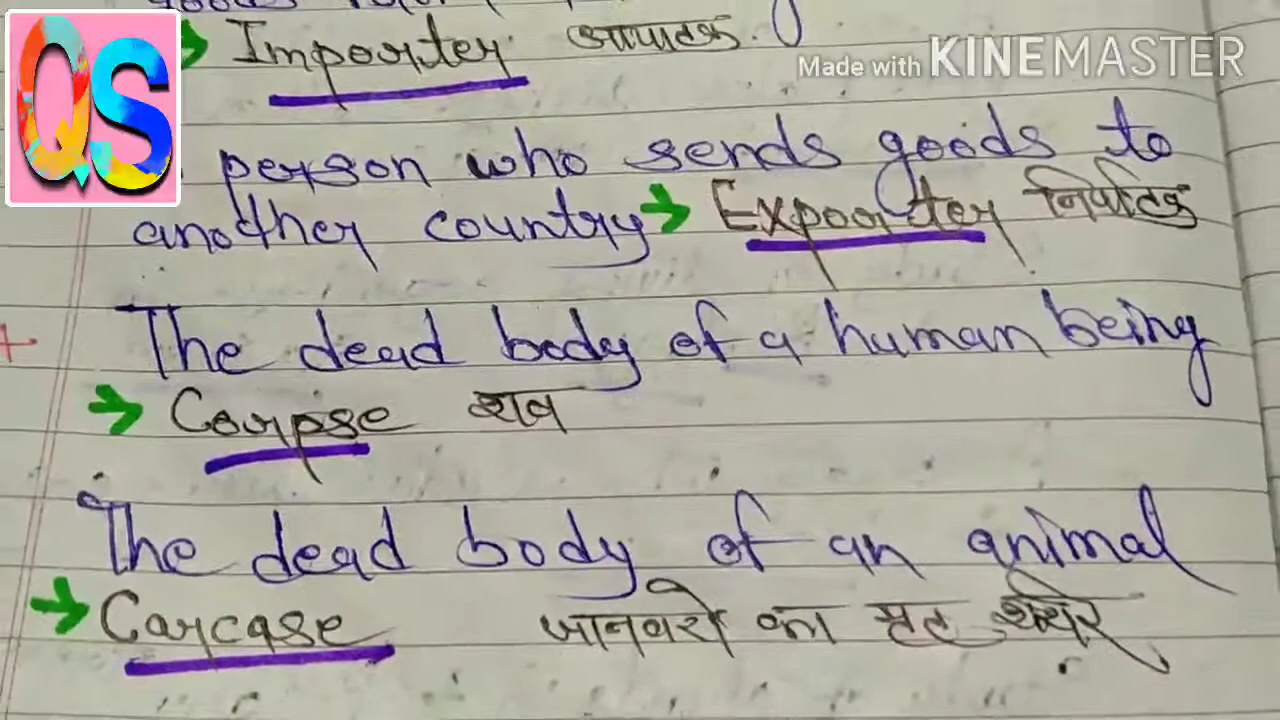 Importer आयातक
Made with KINEMASTER
QS
person who sends goods to
another country → Exporter निर्यातक
The dead body of a human being
→ Corpse शव
The dead body of an animal
→ Carcase जानवरो का मृत